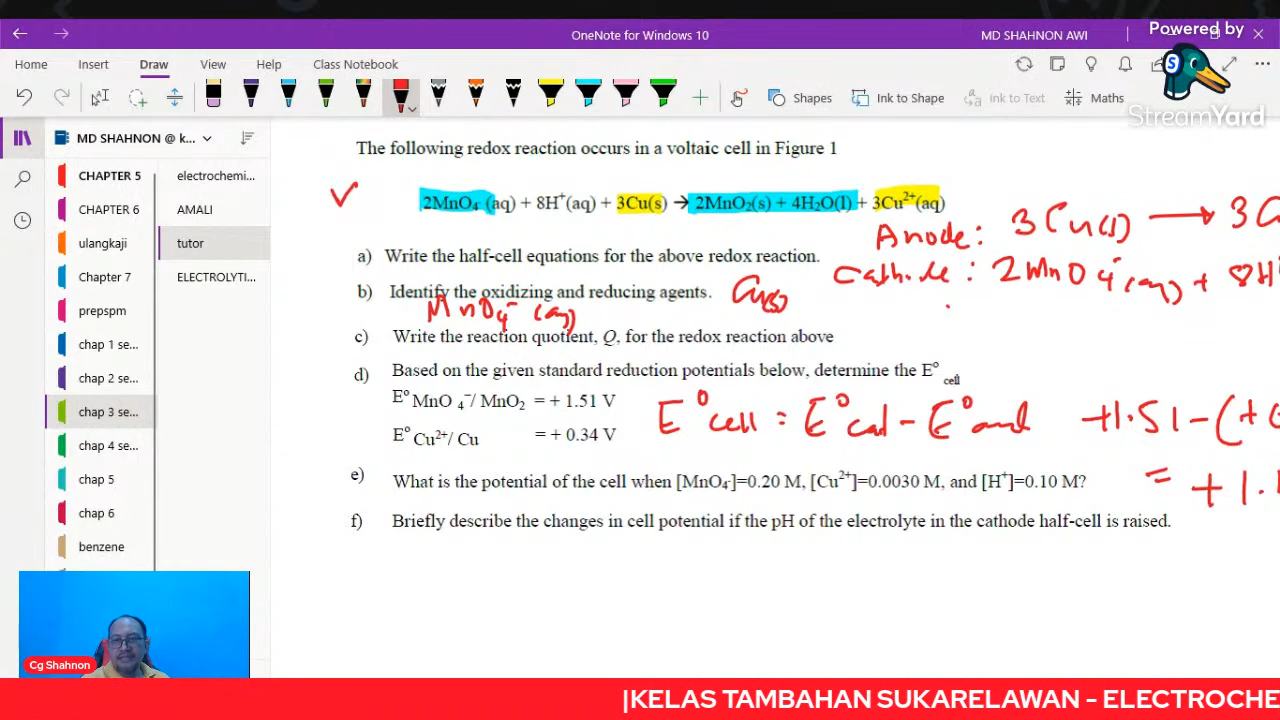 Powered by
StreamYard
OneNote for Windows 10
MD SHAHNON AWI
Home Insert Draw View Help Class Notebook
Shapes Ink to Shape Ink to Text Maths
MD SHAHNON @ k...
CHAPTER 5
CHAPTER 6
ulangkaji
Chapter 7
prepspm
chap 1 se...
chap 2 se...
chap 3 se...
chap 4 se...
chap 5
chap 6
benzene
electrochemi...
AMALI
tutor
ELECTROLYTI...
The following redox reaction occurs in a voltaic cell in Figure 1
2MnO₄⁻(aq) + 8H⁺(aq) + 3Cu(s) → 2MnO₂(s) + 4H₂O(l) + 3Cu²⁺(aq)
Anode : 3Cu(s) → 3C
a) Write the half-cell equations for the above redox reaction.
Cathode : 2MnO₄⁻(aq) + 8H⁺
b) Identify the oxidizing and reducing agents. Cu(s)
MnO₄⁻ (aq)
c) Write the reaction quotient, Q, for the redox reaction above
d) Based on the given standard reduction potentials below, determine the E° cell
E° MnO ₄⁻/ MnO₂ = + 1.51 V
E° Cu²⁺/ Cu = + 0.34 V
E°cell = E°cat - E°anod +1.51 - (+0
= +1.1
e) What is the potential of the cell when [MnO₄⁻]=0.20 M, [Cu²⁺]=0.0030 M, and [H⁺]=0.10 M?
f) Briefly describe the changes in cell potential if the pH of the electrolyte in the cathode half-cell is raised.
Cg Shahnon
|KELAS TAMBAHAN SUKARELAWAN - ELECTROCHE